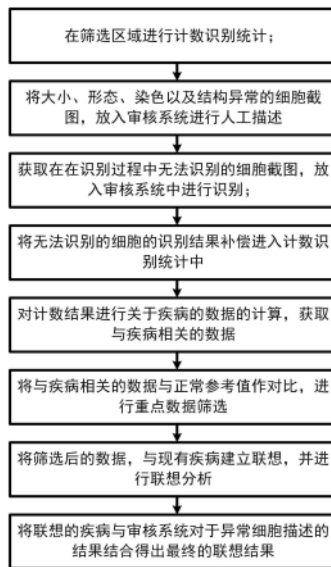 在筛选区域进行计数识别统计；
将大小、形态、染色以及结构异常的细胞截
图，放入审核系统进行人工描述
获取在在识别过程中无法识别的细胞截图，放
入审核系统中进行识别；
将无法识别的细胞的识别结果补偿进入计数识
别统计中
对计数结果进行关于疾病的数据的计算，获取
与疾病相关的数据
将与疾病相关的数据与正常参考值作对比，进
行重点数据筛选
将筛选后的数据，与现有疾病建立联想，并进
行联想分析
将联想的疾病与审核系统对于异常细胞描述的
结果结合得出最终的联想结果